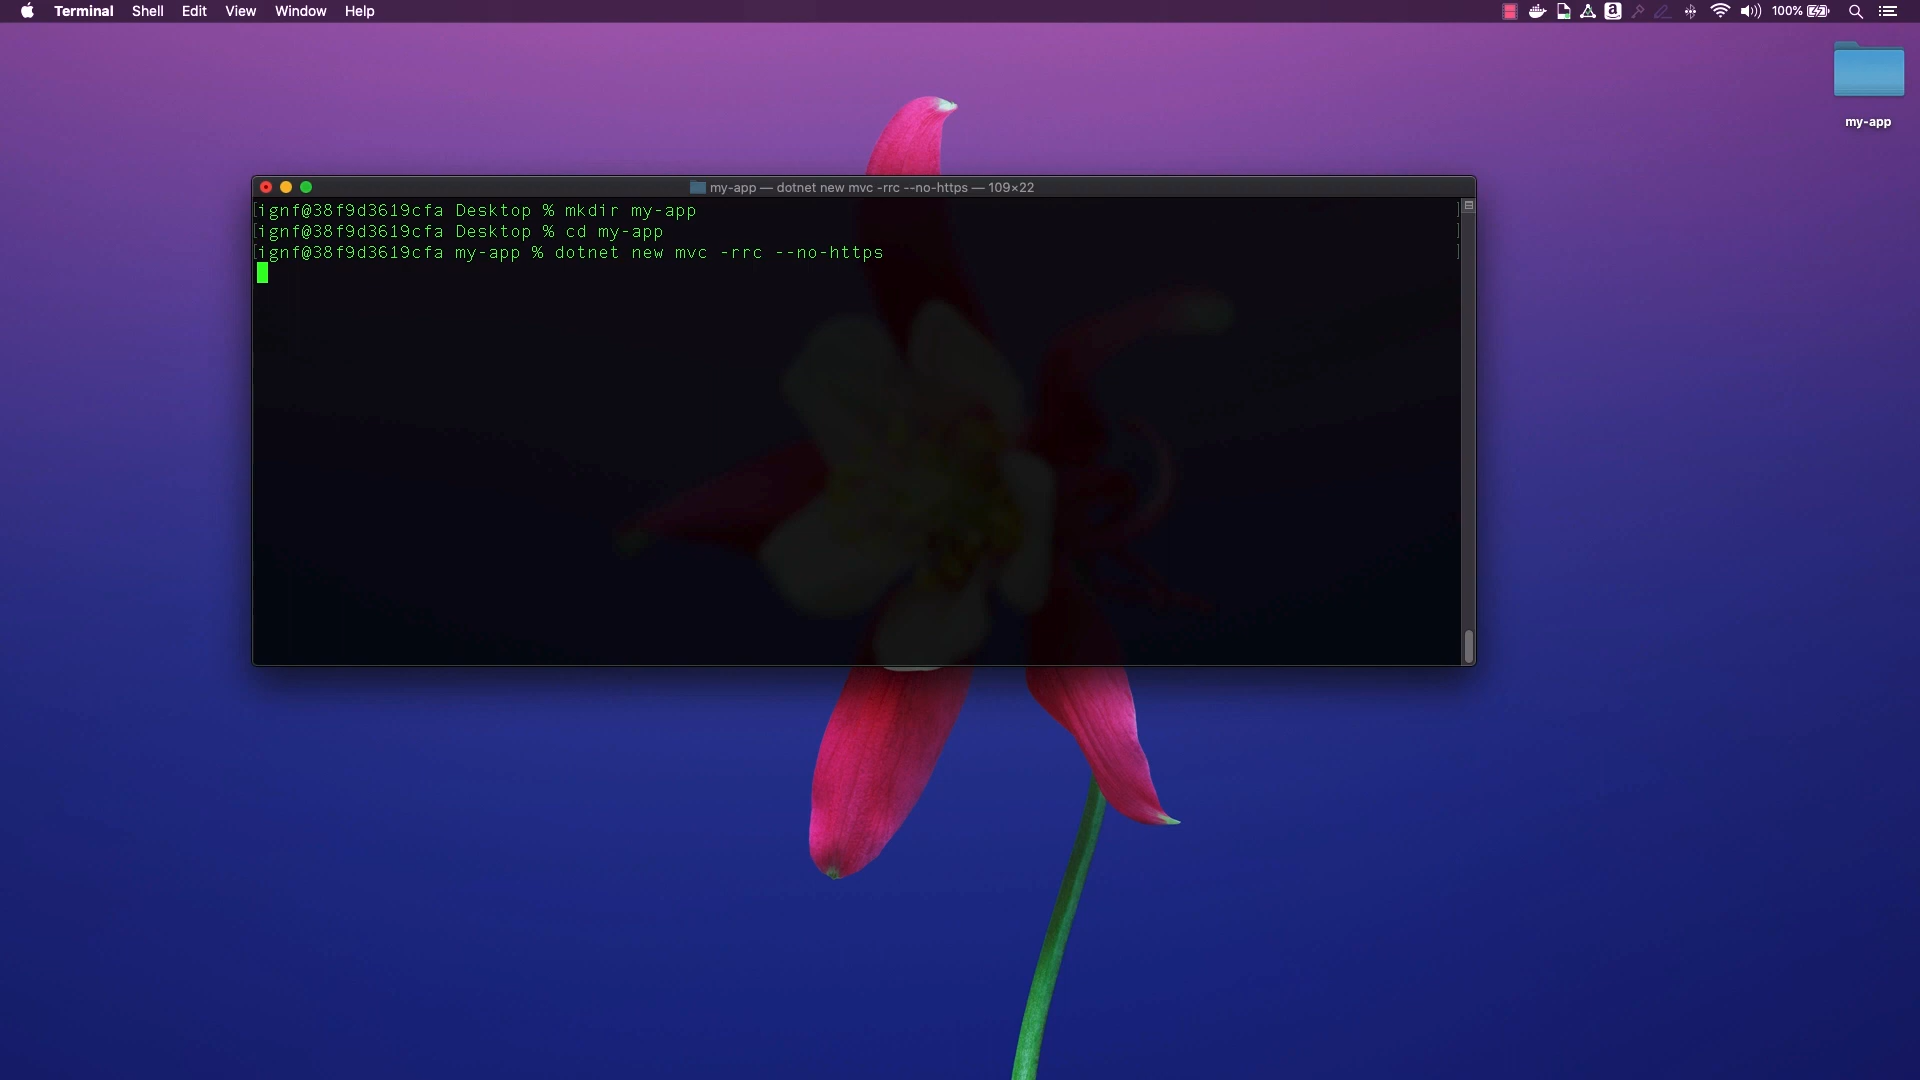 Terminal Shell Edit View Window Help 100%
my-app
my-app — dotnet new mvc -rrc --no-https — 109×22
[ignf@38f9d3619cfa Desktop % mkdir my-app ]
[ignf@38f9d3619cfa Desktop % cd my-app ]
[ignf@38f9d3619cfa my-app % dotnet new mvc -rrc --no-https ]